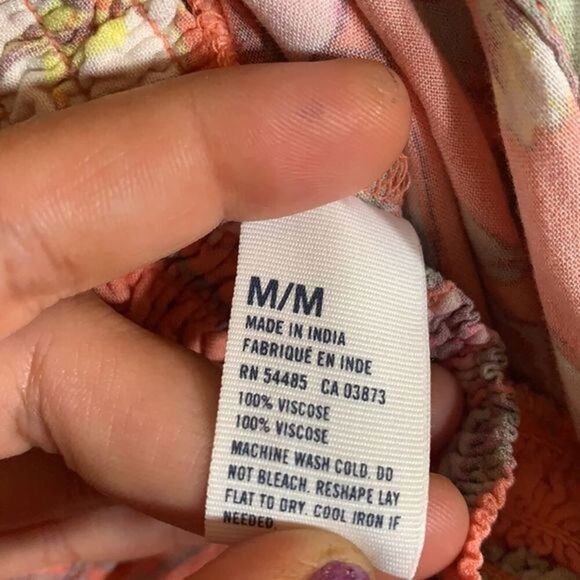 M/M
MADE IN INDIA
FABRIQUÉ EN INDE
RN 54485 CA 03873
100% VISCOSE
100% VISCOSE
MACHINE WASH COLD. DO
NOT BLEACH. RESHAPE LAY
FLAT TO DRY. COOL IRON IF
NEEDED.